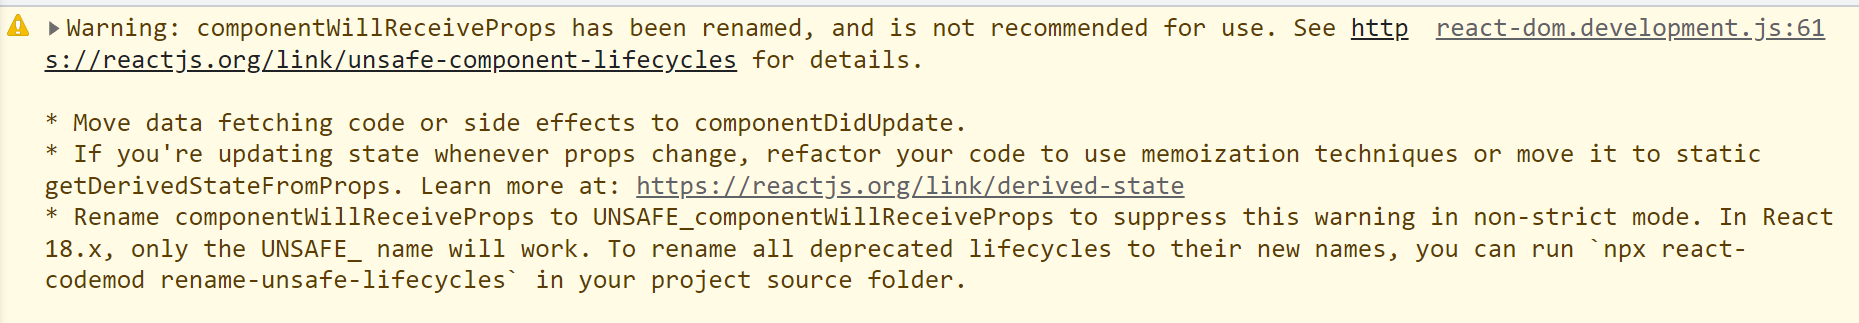 Warning: componentWillReceiveProps has been renamed, and is not recommended for use. See http react-dom.development.js:61
s://reactjs.org/link/unsafe-component-lifecycles for details.
* Move data fetching code or side effects to componentDidUpdate.
* If you're updating state whenever props change, refactor your code to use memoization techniques or move it to static
getDerivedStateFromProps. Learn more at: https://reactjs.org/link/derived-state
* Rename componentWillReceiveProps to UNSAFE_componentWillReceiveProps to suppress this warning in non-strict mode. In React
18.x, only the UNSAFE_ name will work. To rename all deprecated lifecycles to their new names, you can run `npx react-
codemod rename-unsafe-lifecycles` in your project source folder.